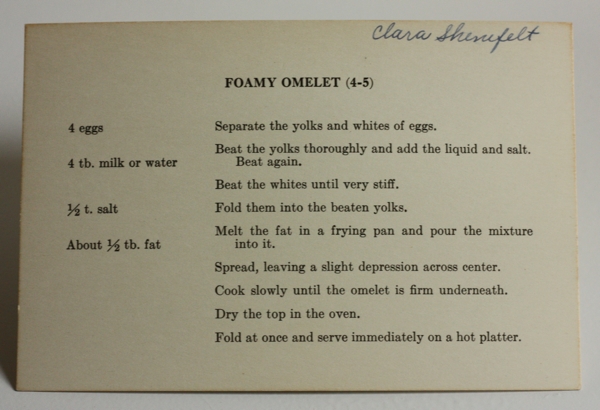 Clara Shenefelt
FOAMY OMELET (4-5)
4 eggs
Separate the yolks and whites of eggs.
4 tb. milk or water
Beat the yolks thoroughly and add the liquid and salt.
Beat again.
Beat the whites until very stiff.
½ t. salt
Fold them into the beaten yolks.
About ½ tb. fat
Melt the fat in a frying pan and pour the mixture
into it.
Spread, leaving a slight depression across center.
Cook slowly until the omelet is firm underneath.
Dry the top in the oven.
Fold at once and serve immediately on a hot platter.